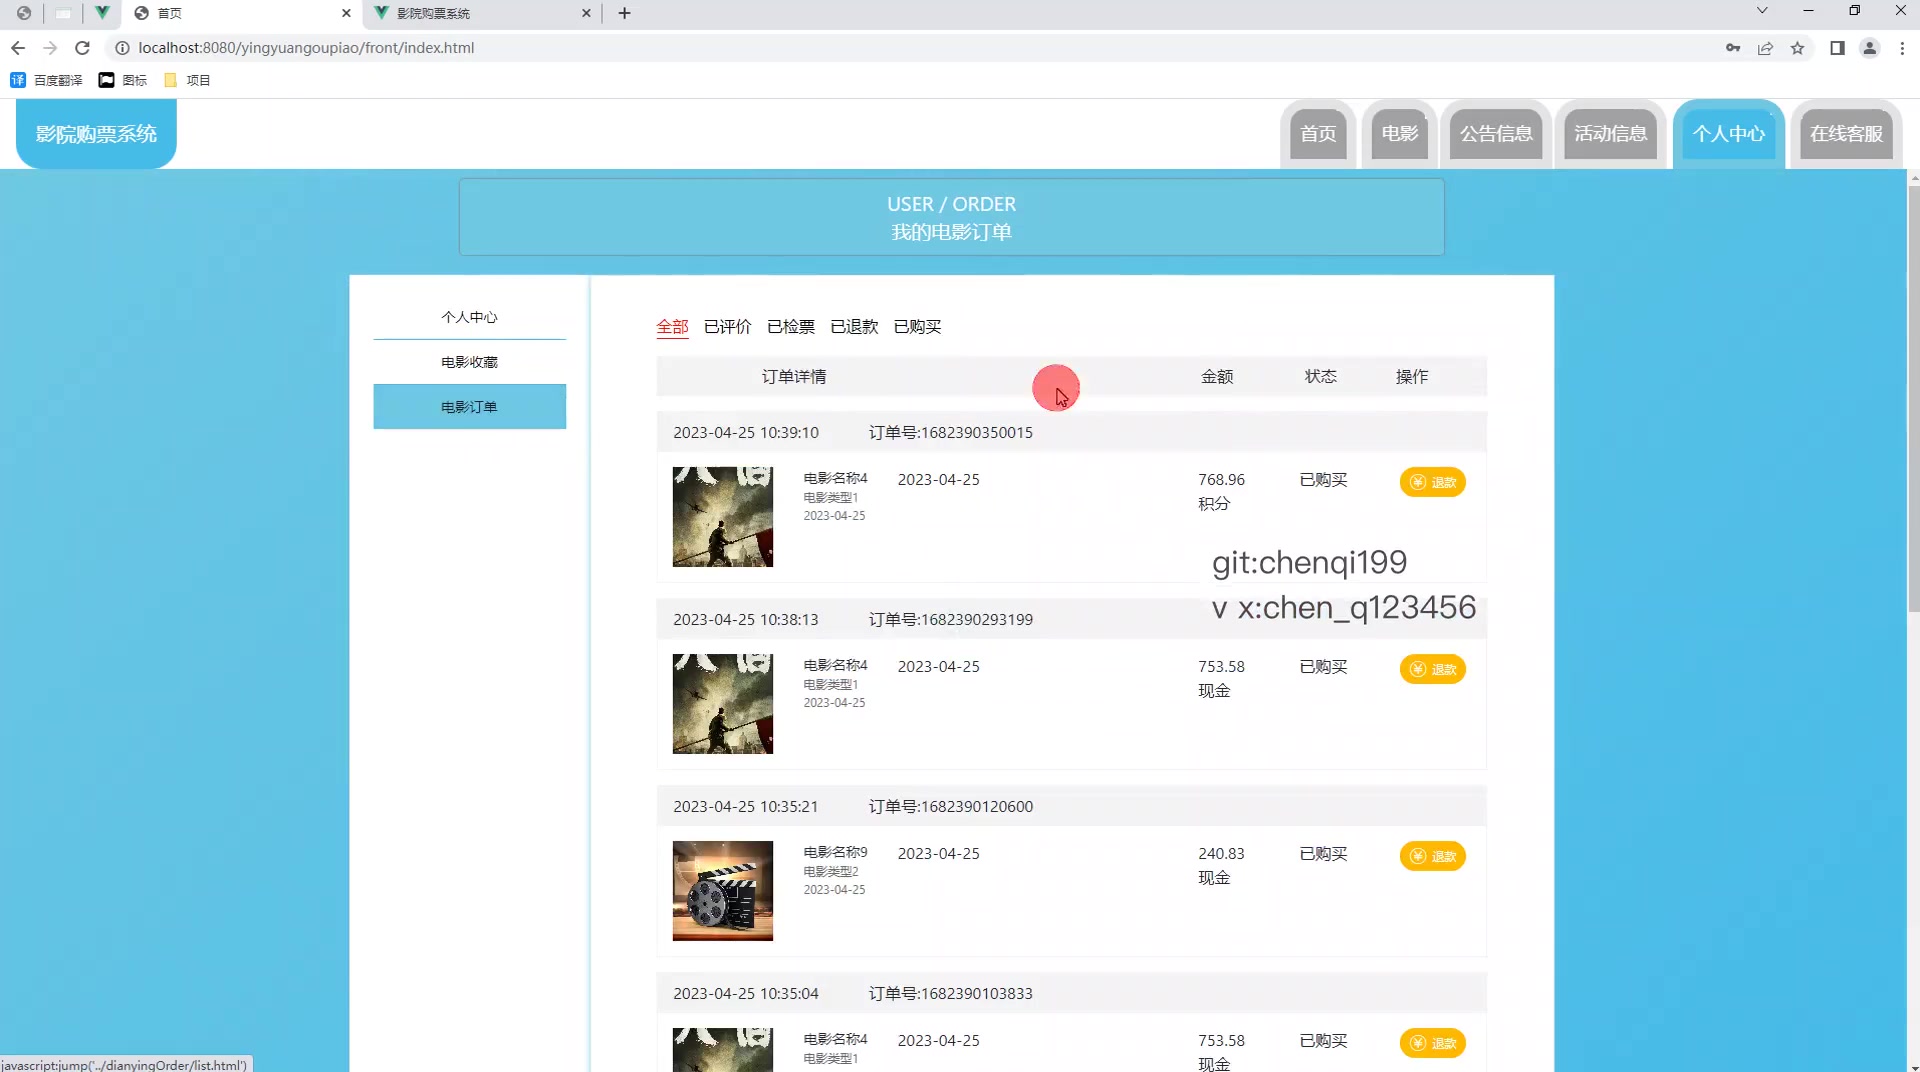 首页
影院购票系统
localhost:8080/yingyuangoupiao/front/index.html
译 百度翻译 图标 项目
影院购票系统
首页 电影 公告信息 活动信息 个人中心 在线客服
USER / ORDER
我的电影订单
个人中心
电影收藏
电影订单
全部 已评价 已检票 已退款 已购买
订单详情 金额 状态 操作
2023-04-25 10:39:10 订单号:1682390350015
电影名称4 2023-04-25 768.96 已购买 退款
电影类型1 积分
2023-04-25
git:chenqi199
v x:chen_q123456
2023-04-25 10:38:13 订单号:1682390293199
电影名称4 2023-04-25 753.58 已购买 退款
电影类型1 现金
2023-04-25
2023-04-25 10:35:21 订单号:1682390120600
电影名称9 2023-04-25 240.83 已购买 退款
电影类型2 现金
2023-04-25
2023-04-25 10:35:04 订单号:1682390103833
电影名称4 2023-04-25 753.58 已购买 退款
电影类型1 现金
javascript:jump('../dianyingOrder/list.html')